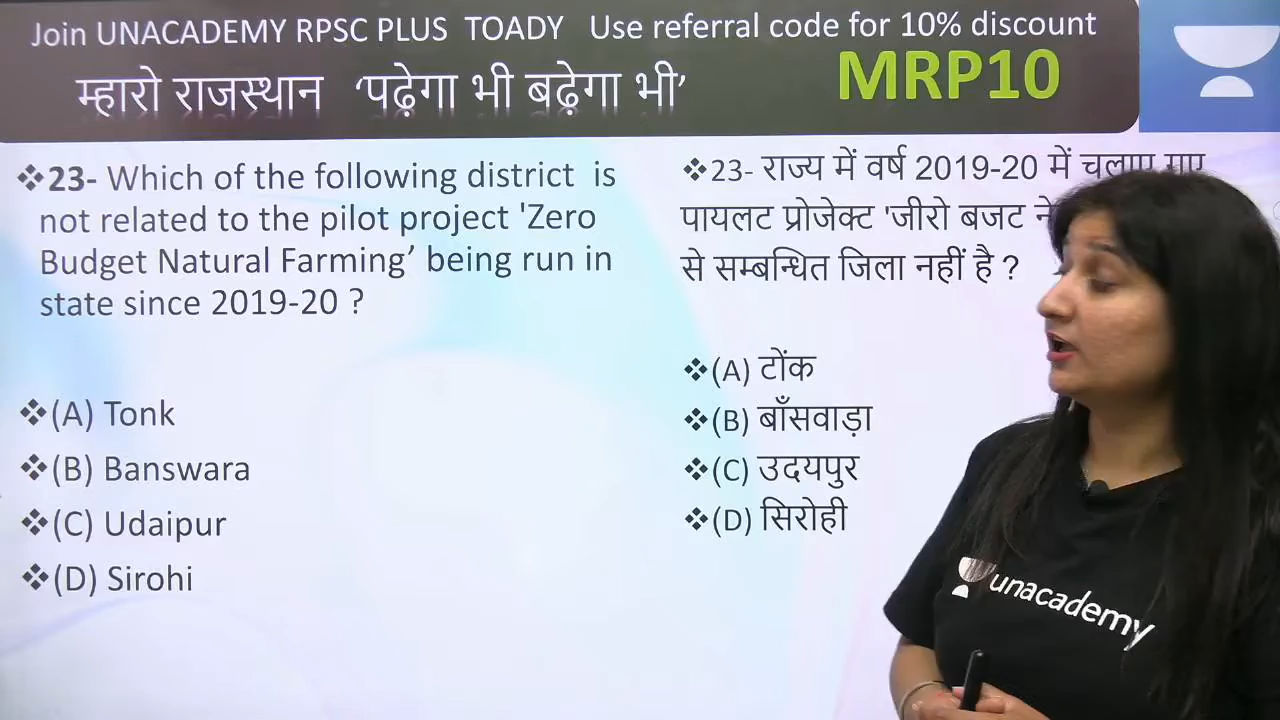 Join UNACADEMY RPSC PLUS TOADY Use referral code for 10% discount
म्हारो राजस्थान ‘पढ़ेगा भी बढ़ेगा भी’ MRP10
❖23- Which of the following district is
not related to the pilot project 'Zero
Budget Natural Farming’ being run in
state since 2019-20 ?
❖(A) Tonk
❖(B) Banswara
❖(C) Udaipur
❖(D) Sirohi
❖23- राज्य में वर्ष 2019-20 में चलाए गए
पायलट प्रोजेक्ट 'जीरो बजट
से सम्बन्धित जिला नहीं है ?
❖(A) टोंक
❖(B) बाँसवाड़ा
❖(C) उदयपुर
❖(D) सिरोही
unacademy